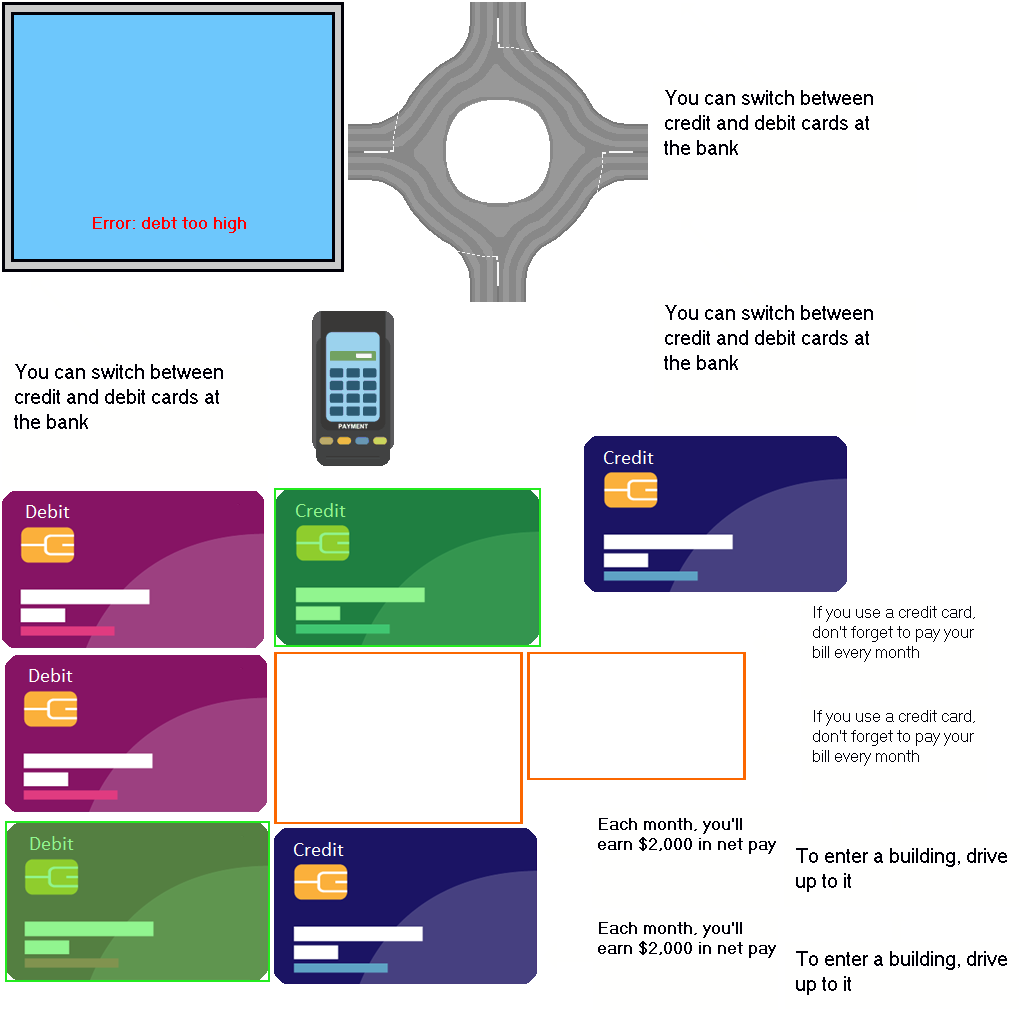 Error: debt too high
You can switch between
credit and debit cards at
the bank
You can switch between
credit and debit cards at
the bank
You can switch between
credit and debit cards at
the bank
PAYMENT
Credit
Debit
Credit
If you use a credit card,
don't forget to pay your
bill every month
Debit
If you use a credit card,
don't forget to pay your
bill every month
Each month, you'll
earn $2,000 in net pay
Debit
Credit
To enter a building, drive
up to it
Each month, you'll
earn $2,000 in net pay
To enter a building, drive
up to it